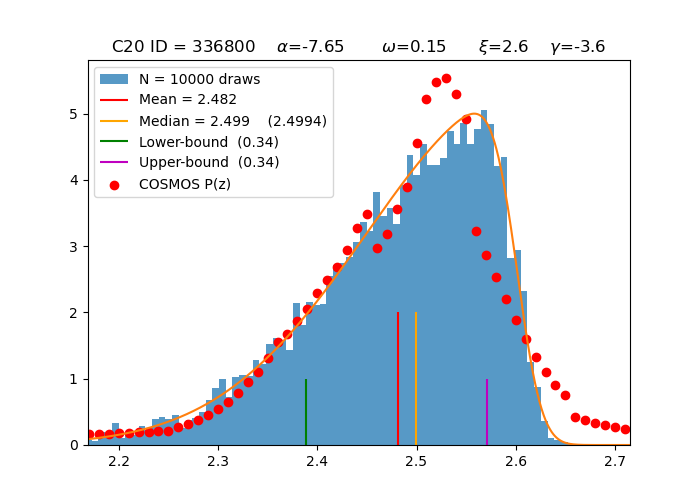 C20 ID = 336800 α=-7.65 ω=0.15 ξ=2.6 γ=-3.6
N = 10000 draws
Mean = 2.482
Median = 2.499 (2.4994)
Lower-bound (0.34)
Upper-bound (0.34)
COSMOS P(z)
5
4
3
2
1
0
2.2 2.3 2.4 2.5 2.6 2.7